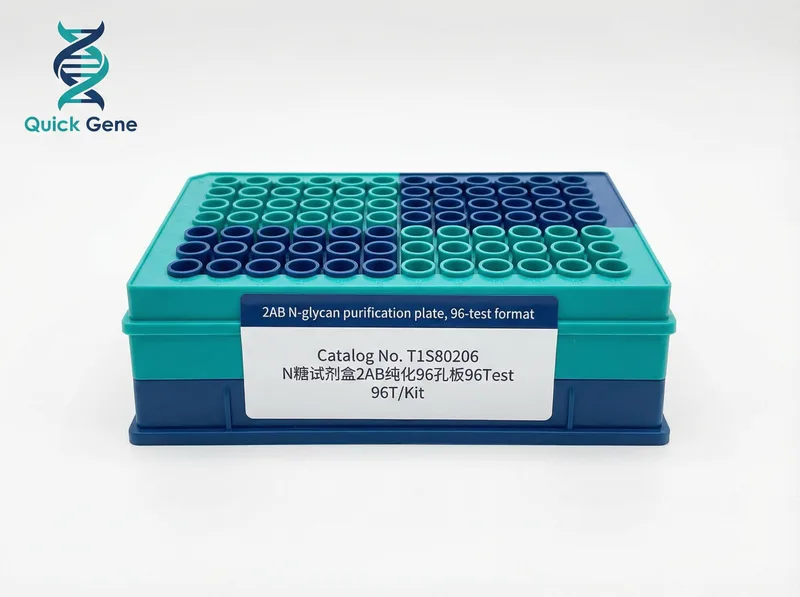 Quick Gene
2AB N-glycan purification plate, 96-test format
Catalog No. T1S80206
N糖试剂盒2AB纯化96孔板96Test
96T/Kit